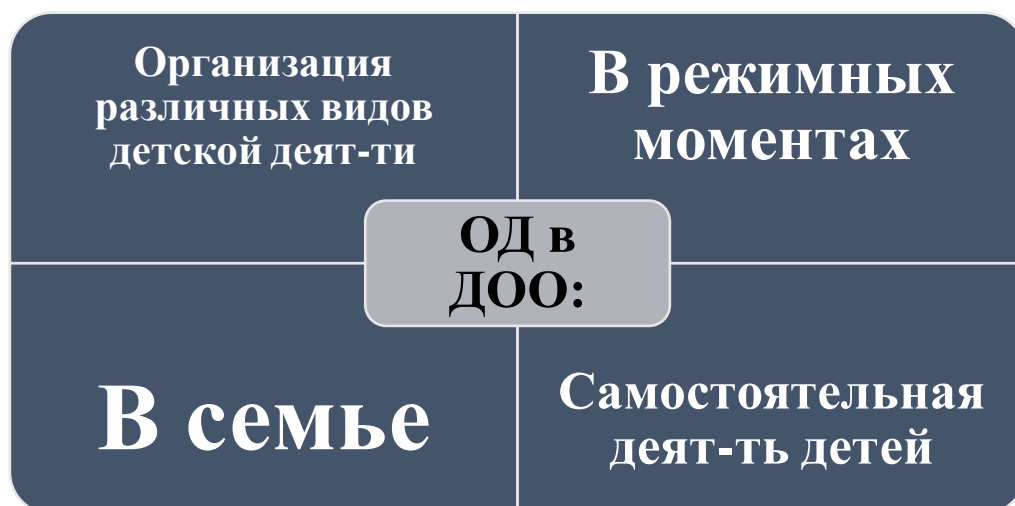 Организация
различных видов
детской деят-ти
В режимных
моментах
ОД в
ДОО:
В семье
Самостоятельная
деят-ть детей